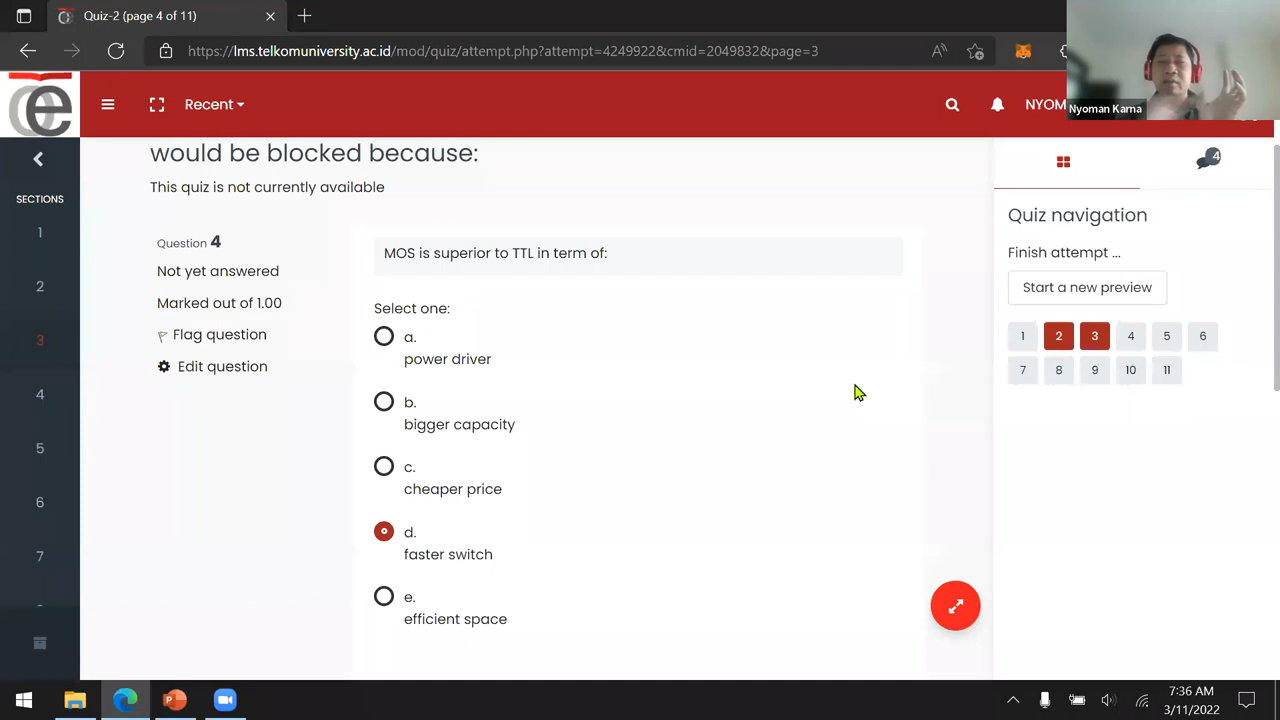 Quiz-2 (page 4 of 11)
https://lms.telkomuniversity.ac.id/mod/quiz/attempt.php?attempt=4249922&cmid=2049832&page=3
Recent
NYOM
Nyoman Karna
would be blocked because:
This quiz is not currently available
SECTIONS
1
2
3
4
5
6
7
Question 4
Not yet answered
Marked out of 1.00
Flag question
Edit question
MOS is superior to TTL in term of:
Select one:
a.
power driver
b.
bigger capacity
c.
cheaper price
d.
faster switch
e.
efficient space
4
Quiz navigation
Finish attempt ...
Start a new preview
1 2 3 4 5 6
7 8 9 10 11
7:36 AM
3/11/2022